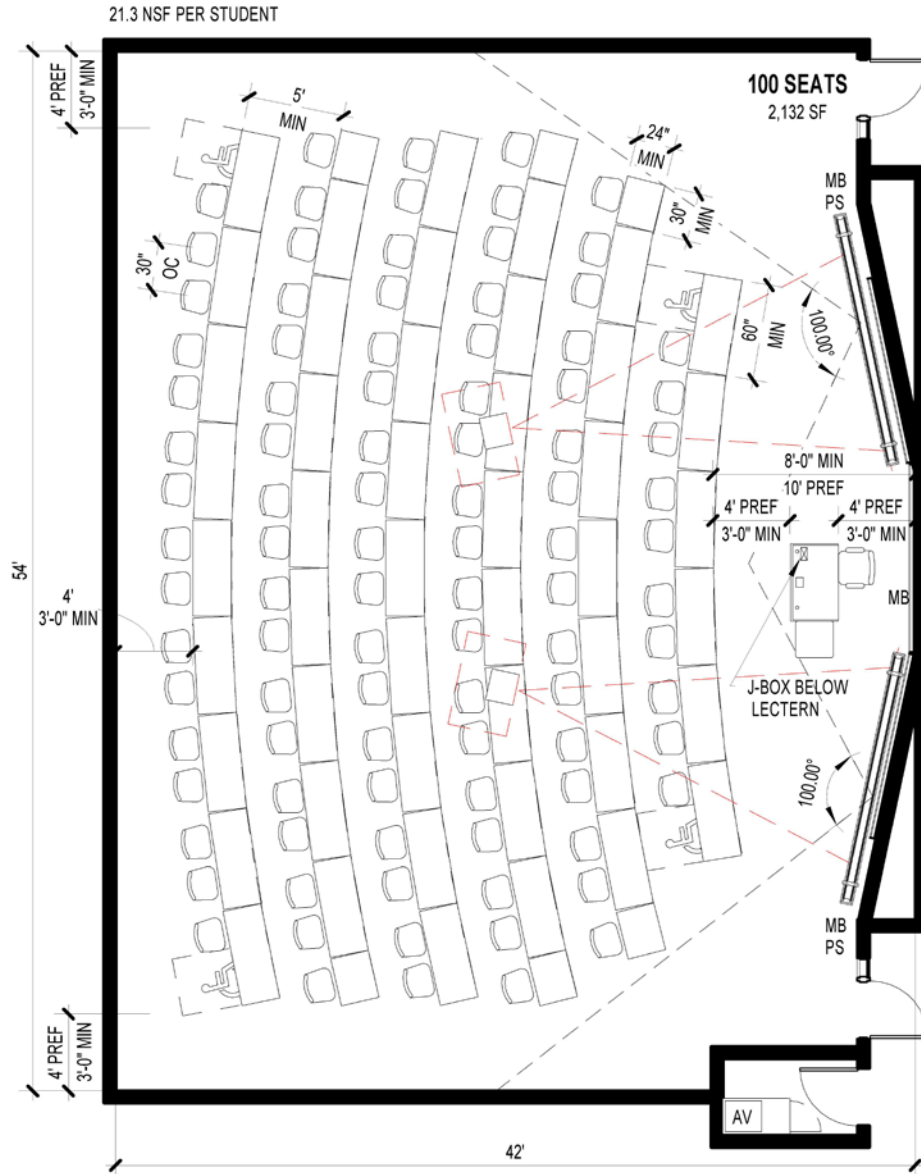 21.3 NSF PER STUDENT
4' PREF
3'-0" MIN
5'
MIN
100 SEATS
2,132 SF
24"
MIN
30"
MIN
MB
PS
30"
OC
60"
MIN
100.00°
8'-0" MIN
10' PREF
4' PREF
3'-0" MIN
4' PREF
3'-0" MIN
54'
4'
3'-0" MIN
MB
J-BOX BELOW
LECTERN
100.00°
MB
PS
4' PREF
3'-0" MIN
AV
42'